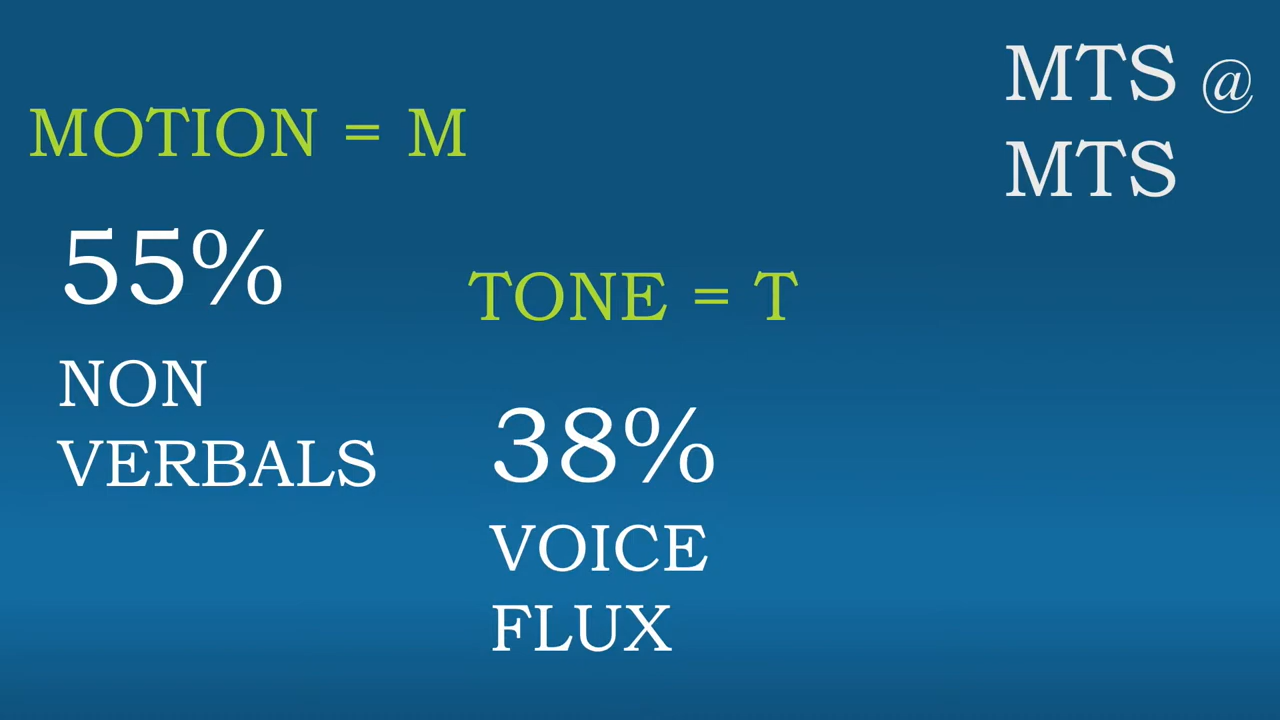 MTS @
MTS
MOTION = M
55%
NON
VERBALS
TONE = T
38%
VOICE
FLUX